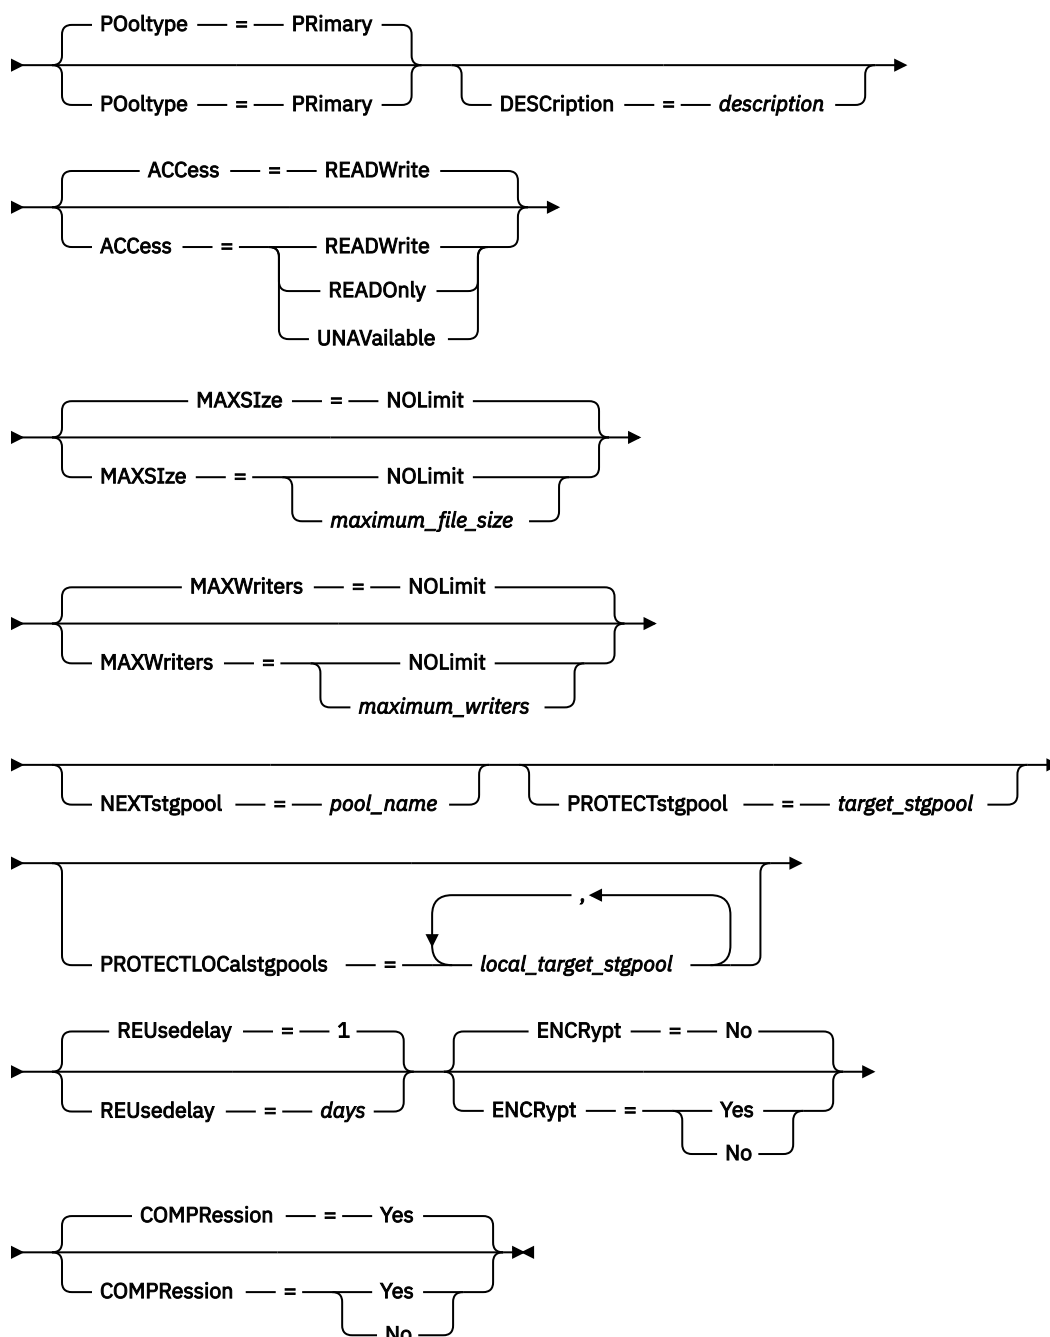 POoltype = PRimary
POoltype = PRimary DESCription = description
ACCess = READWrite
ACCess = READWrite
READOnly
UNAVailable
MAXSIze = NOLimit
MAXSIze = NOLimit
maximum_file_size
MAXWriters = NOLimit
MAXWriters = NOLimit
maximum_writers
NEXTstgpool = pool_name PROTECTstgpool = target_stgpool
,
PROTECTLOCalstgpools = local_target_stgpool
REUsedelay = 1 ENCRypt = No
REUsedelay = days ENCRypt = Yes
No
COMPRession = Yes
COMPRession = Yes
No